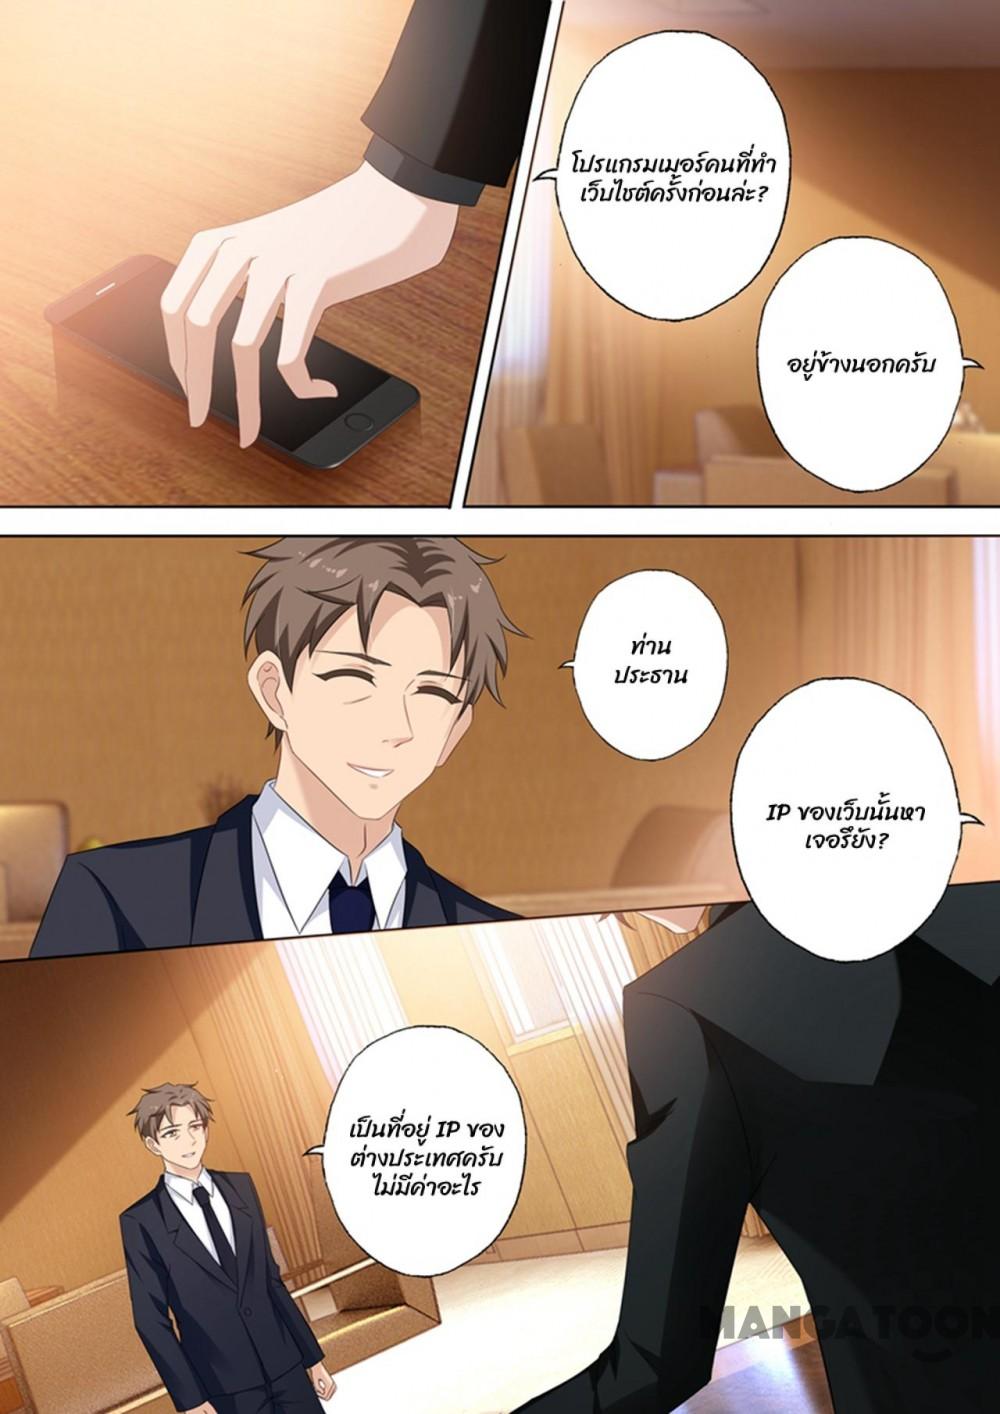 โปรแกรมเมอร์คนที่ทำ
เว็บไซต์ครั้งก่อนล่ะ?
อยู่ข้างนอกครับ
ท่าน
ประธาน
IP ของเว็บนั้นหา
เจอรึยัง?
เป็นที่อยู่ IP ของ
ต่างประเทศครับ
ไม่มีค่าอะไร
MANGATOON